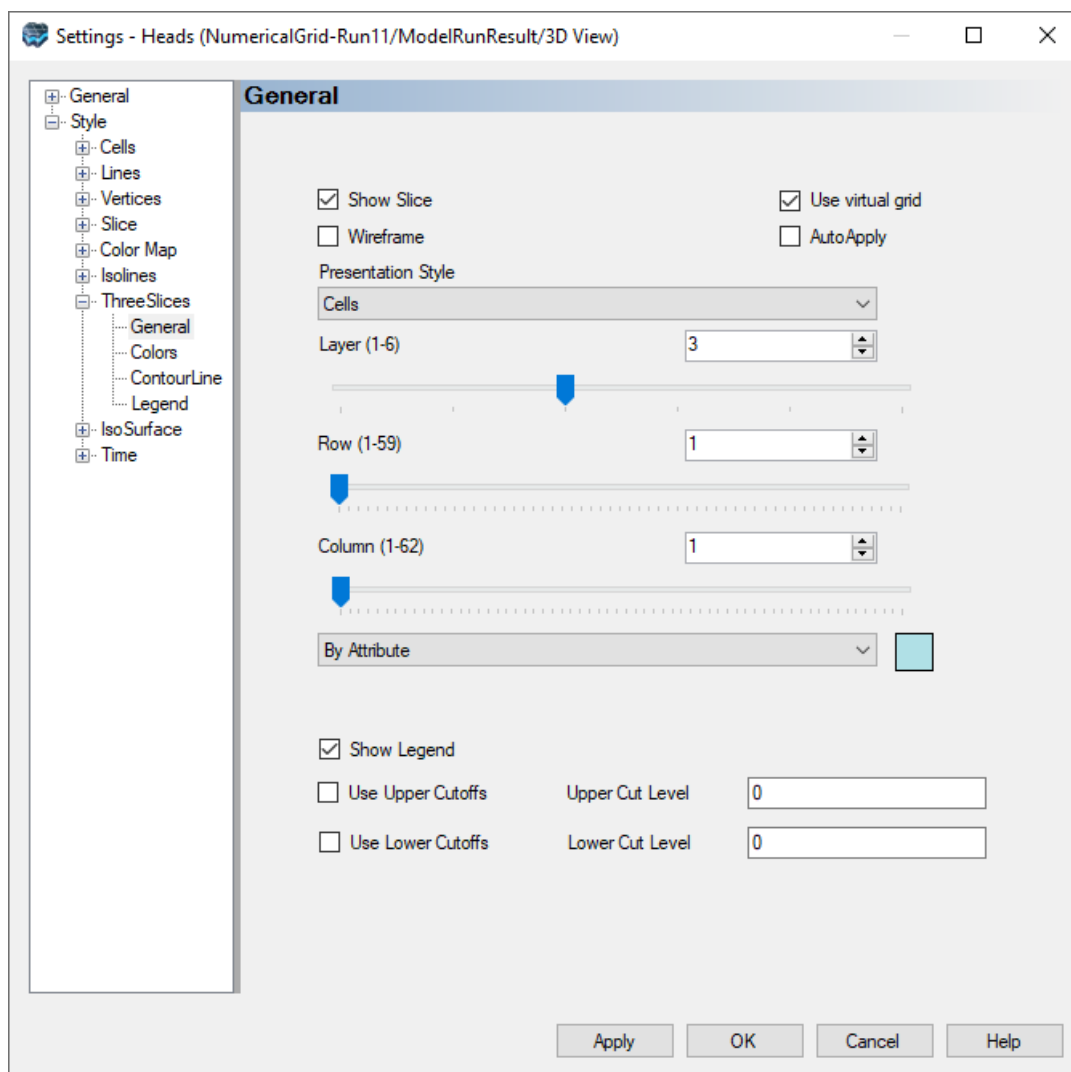 Settings - Heads (NumericalGrid-Run11/ModelRunResult/3D View)
General
Style
Cells
Lines
Vertices
Slice
Color Map
Isolines
ThreeSlices
General
Colors
ContourLine
Legend
IsoSurface
Time
General
Show Slice
Use virtual grid
Wireframe
AutoApply
Presentation Style
Cells
Layer (1-6) 3
Row (1-59) 1
Column (1-62) 1
By Attribute
Show Legend
Use Upper Cutoffs Upper Cut Level 0
Use Lower Cutoffs Lower Cut Level 0
Apply OK Cancel Help